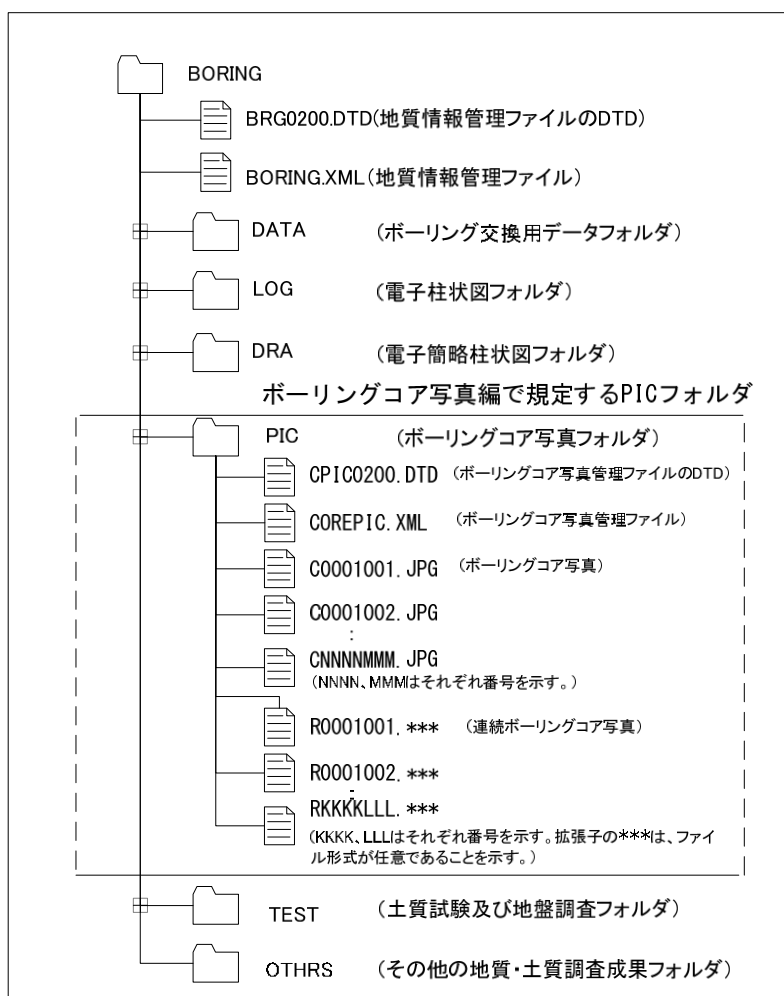 BORING
BRG0200.DTD(地質情報管理ファイルのDTD)
BORING.XML(地質情報管理ファイル)
DATA (ボーリング交換用データフォルダ)
LOG (電子柱状図フォルダ)
DRA (電子簡略柱状図フォルダ)
ボーリングコア写真編で規定するPICフォルダ
PIC (ボーリングコア写真フォルダ)
CPIC0200.DTD (ボーリングコア写真管理ファイルのDTD)
COREPIC.XML (ボーリングコア写真管理ファイル)
C0001001.JPG (ボーリングコア写真)
C0001002.JPG
:
CNNNNMMM.JPG
(NNNN、MMMはそれぞれ番号を示す。)
R0001001.*** (連続ボーリングコア写真)
R0001002.***
:
RKKKKLLL.***
(KKKK、LLLはそれぞれ番号を示す。拡張子の***は、ファイ
ル形式が任意であることを示す。)
TEST (土質試験及び地盤調査フォルダ)
OTHRS (その他の地質・土質調査成果フォルダ)